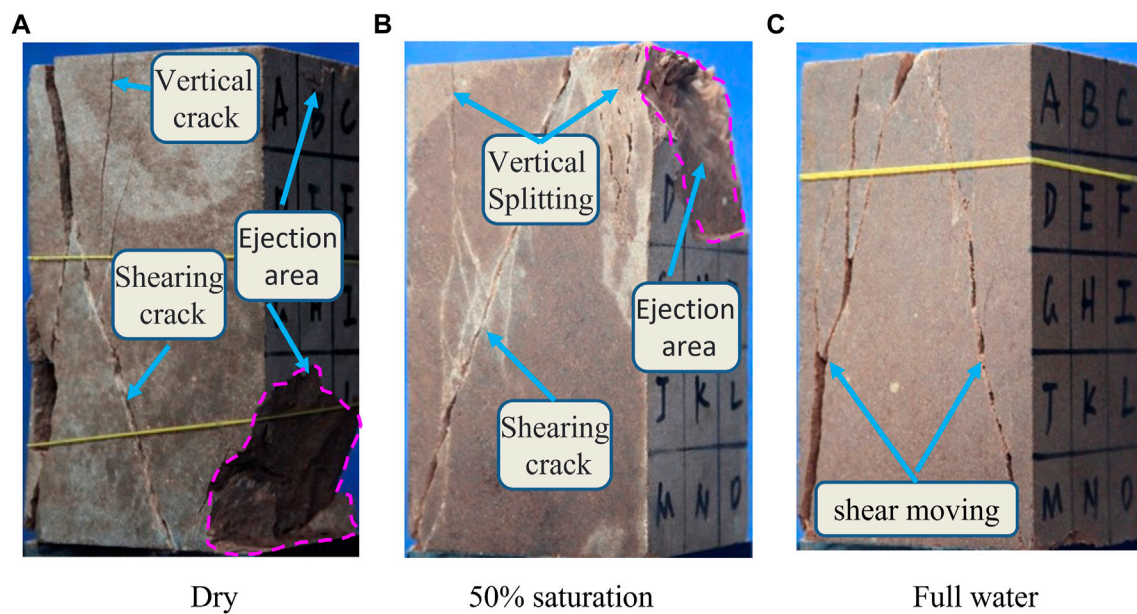 A
Vertical
crack
A B C
Ejection
area
Shearing
crack
H I
Dry
B
Vertical
Splitting
D
Ejection
area
J K L
Shearing
crack
M N O
50% saturation
C
A B C
D E F
G H I
J K L
shear moving
M N O
Full water